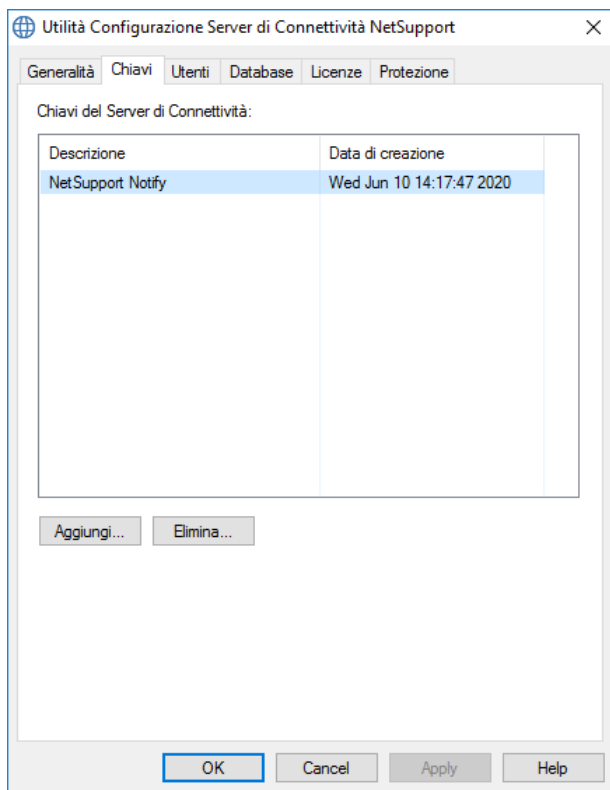 Utilità Configurazione Server di Connettività NetSupport
Generalità Chiavi Utenti Database Licenze Protezione
Chiavi del Server di Connettività:
Descrizione Data di creazione
NetSupport Notify Wed Jun 10 14:17:47 2020
Aggiungi... Elimina...
OK Cancel Apply Help